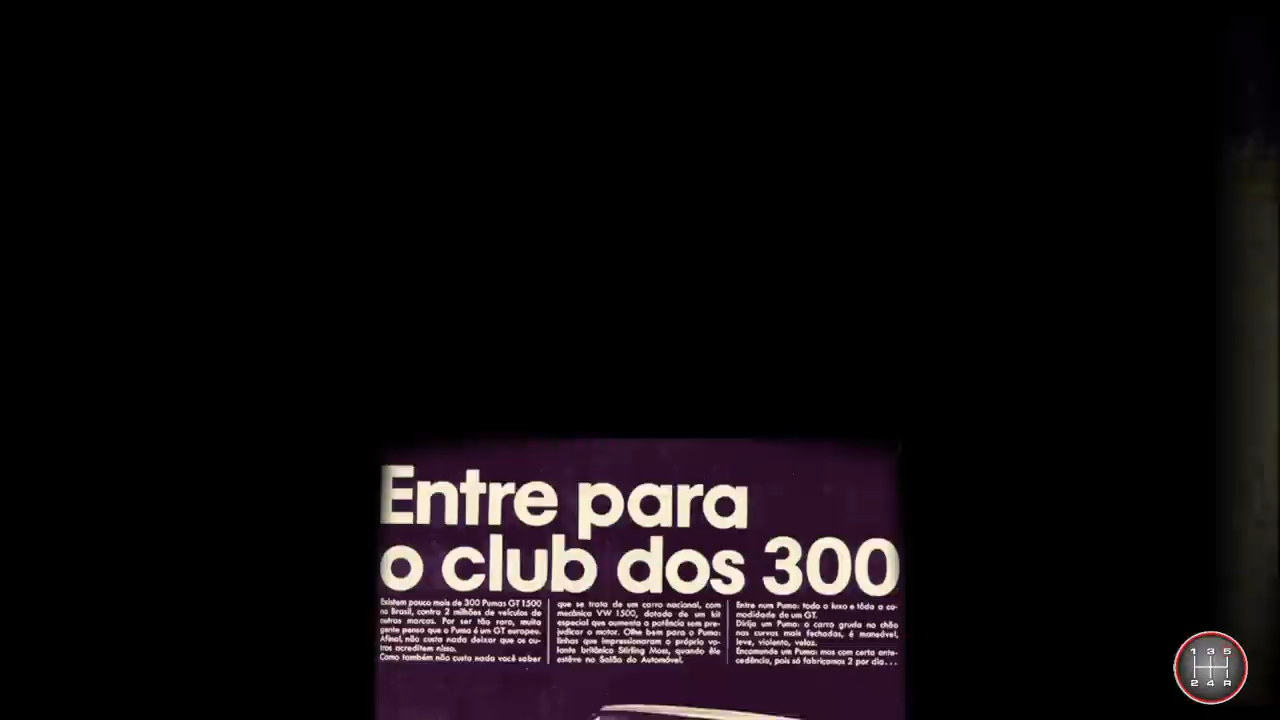 Entre para
o club dos 300
Existem pouco mais de 300 Pumas GT 1500
no Brasil, contra 2 milhões de veículos de
outras marcas. Por ser tão raro, muita
gente pensa que o Puma é um GT europeu.
Afinal, não custa nada deixar que os ou-
tros acreditem nisso.
Como também não custa nada você saber
que se trata de um carro nacional, com
mecânica VW 1500, dotado de um kit
especial que aumenta a potência sem pre-
judicar o motor. Olhe bem para o Puma:
linhas que impressionaram o próprio vo-
lante britânico Stirling Moss, quando êle
estêve no Salão do Automóvel.
Entre num Puma: todo o luxo e tôda a co-
modidade de um GT.
Dirija um Puma: o carro gruda no chão
nas curvas mais fechadas, é maneável,
leve, violento, veloz.
Encomende um Puma: mas com certa ante-
cedência, pois só fabricamos 2 por dia...
1 3 5
2 4 R